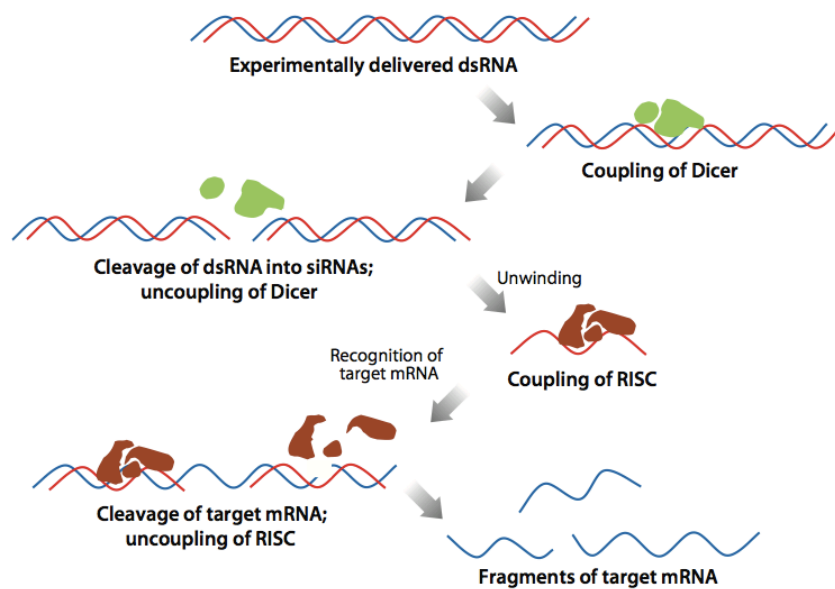 Experimentally delivered dsRNA
Coupling of Dicer
Cleavage of dsRNA into siRNAs;
uncoupling of Dicer
Unwinding
Coupling of RISC
Recognition of
target mRNA
Cleavage of target mRNA;
uncoupling of RISC
Fragments of target mRNA